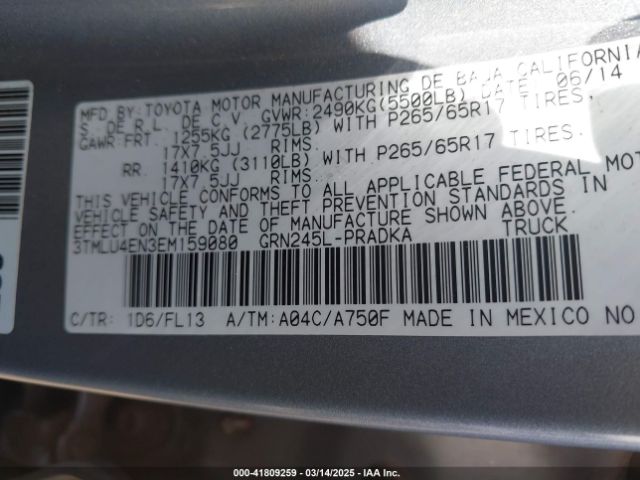 MFD. BY: TOYOTA MOTOR MANUFACTURING DE BAJA CALIFORNIA
S. DE R.L. DE C.V. GVWR: 2490KG(5500LB) DATE: 06/14
GAWR: FRT. 1255KG (2775LB) WITH P265/65R17 TIRES,
17X7.5JJ RIMS.
RR. 1410KG (3110LB) WITH P265/65R17 TIRES,
17X7.5JJ RIMS.
THIS VEHICLE CONFORMS TO ALL APPLICABLE FEDERAL MOT
VEHICLE SAFETY AND THEFT PREVENTION STANDARDS IN
EFFECT ON THE DATE OF MANUFACTURE SHOWN ABOVE.
3TMLU4EN3EM159080 GRN245L-PRADKA TRUCK
C/TR: 1D6/FL13 A/TM: A04C/A750F MADE IN MEXICO NO
000-41809259 | 03/14/2025 | IAA Inc.